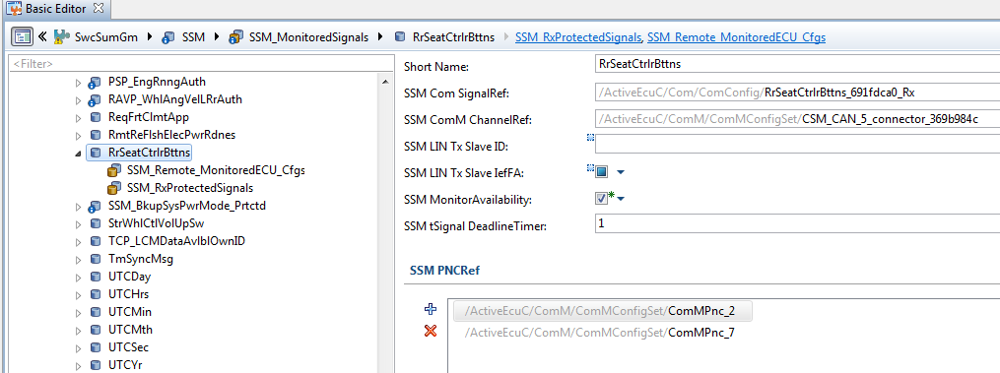 Basic Editor
SwcSumGm SSM SSM_MonitoredSignals RrSeatCtrlrBttns SSM_RxProtectedSignals, SSM_Remote_MonitoredECU_Cfgs
<Filter>
PSP_EngRnngAuth
RAVP_WhlAngVelLRrAuth
ReqFrtClmtApp
RmtReFlshElecPwrRdnes
RrSeatCtrlrBttns
SSM_Remote_MonitoredECU_Cfgs
SSM_RxProtectedSignals
SSM_BkupSysPwrMode_Prtctd
StrWhlCtlVolUpSw
TCP_LCMDataAvlblOwnID
TmSyncMsg
UTCDay
UTCHrs
UTCMin
UTCMth
UTCSec
UTCYr
Short Name: RrSeatCtrlrBttns
SSM Com SignalRef: /ActiveEcuC/Com/ComConfig/RrSeatCtrlrBttns_691fdca0_Rx
SSM ComM ChannelRef: /ActiveEcuC/ComM/ComMConfigSet/CSM_CAN_5_connector_369b984c
SSM LIN Tx Slave ID:
SSM LIN Tx Slave IefFA:
SSM MonitorAvailability:
SSM tSignal DeadlineTimer: 1
SSM PNCRef
/ActiveEcuC/ComM/ComMConfigSet/ComMPnc_2
/ActiveEcuC/ComM/ComMConfigSet/ComMPnc_7